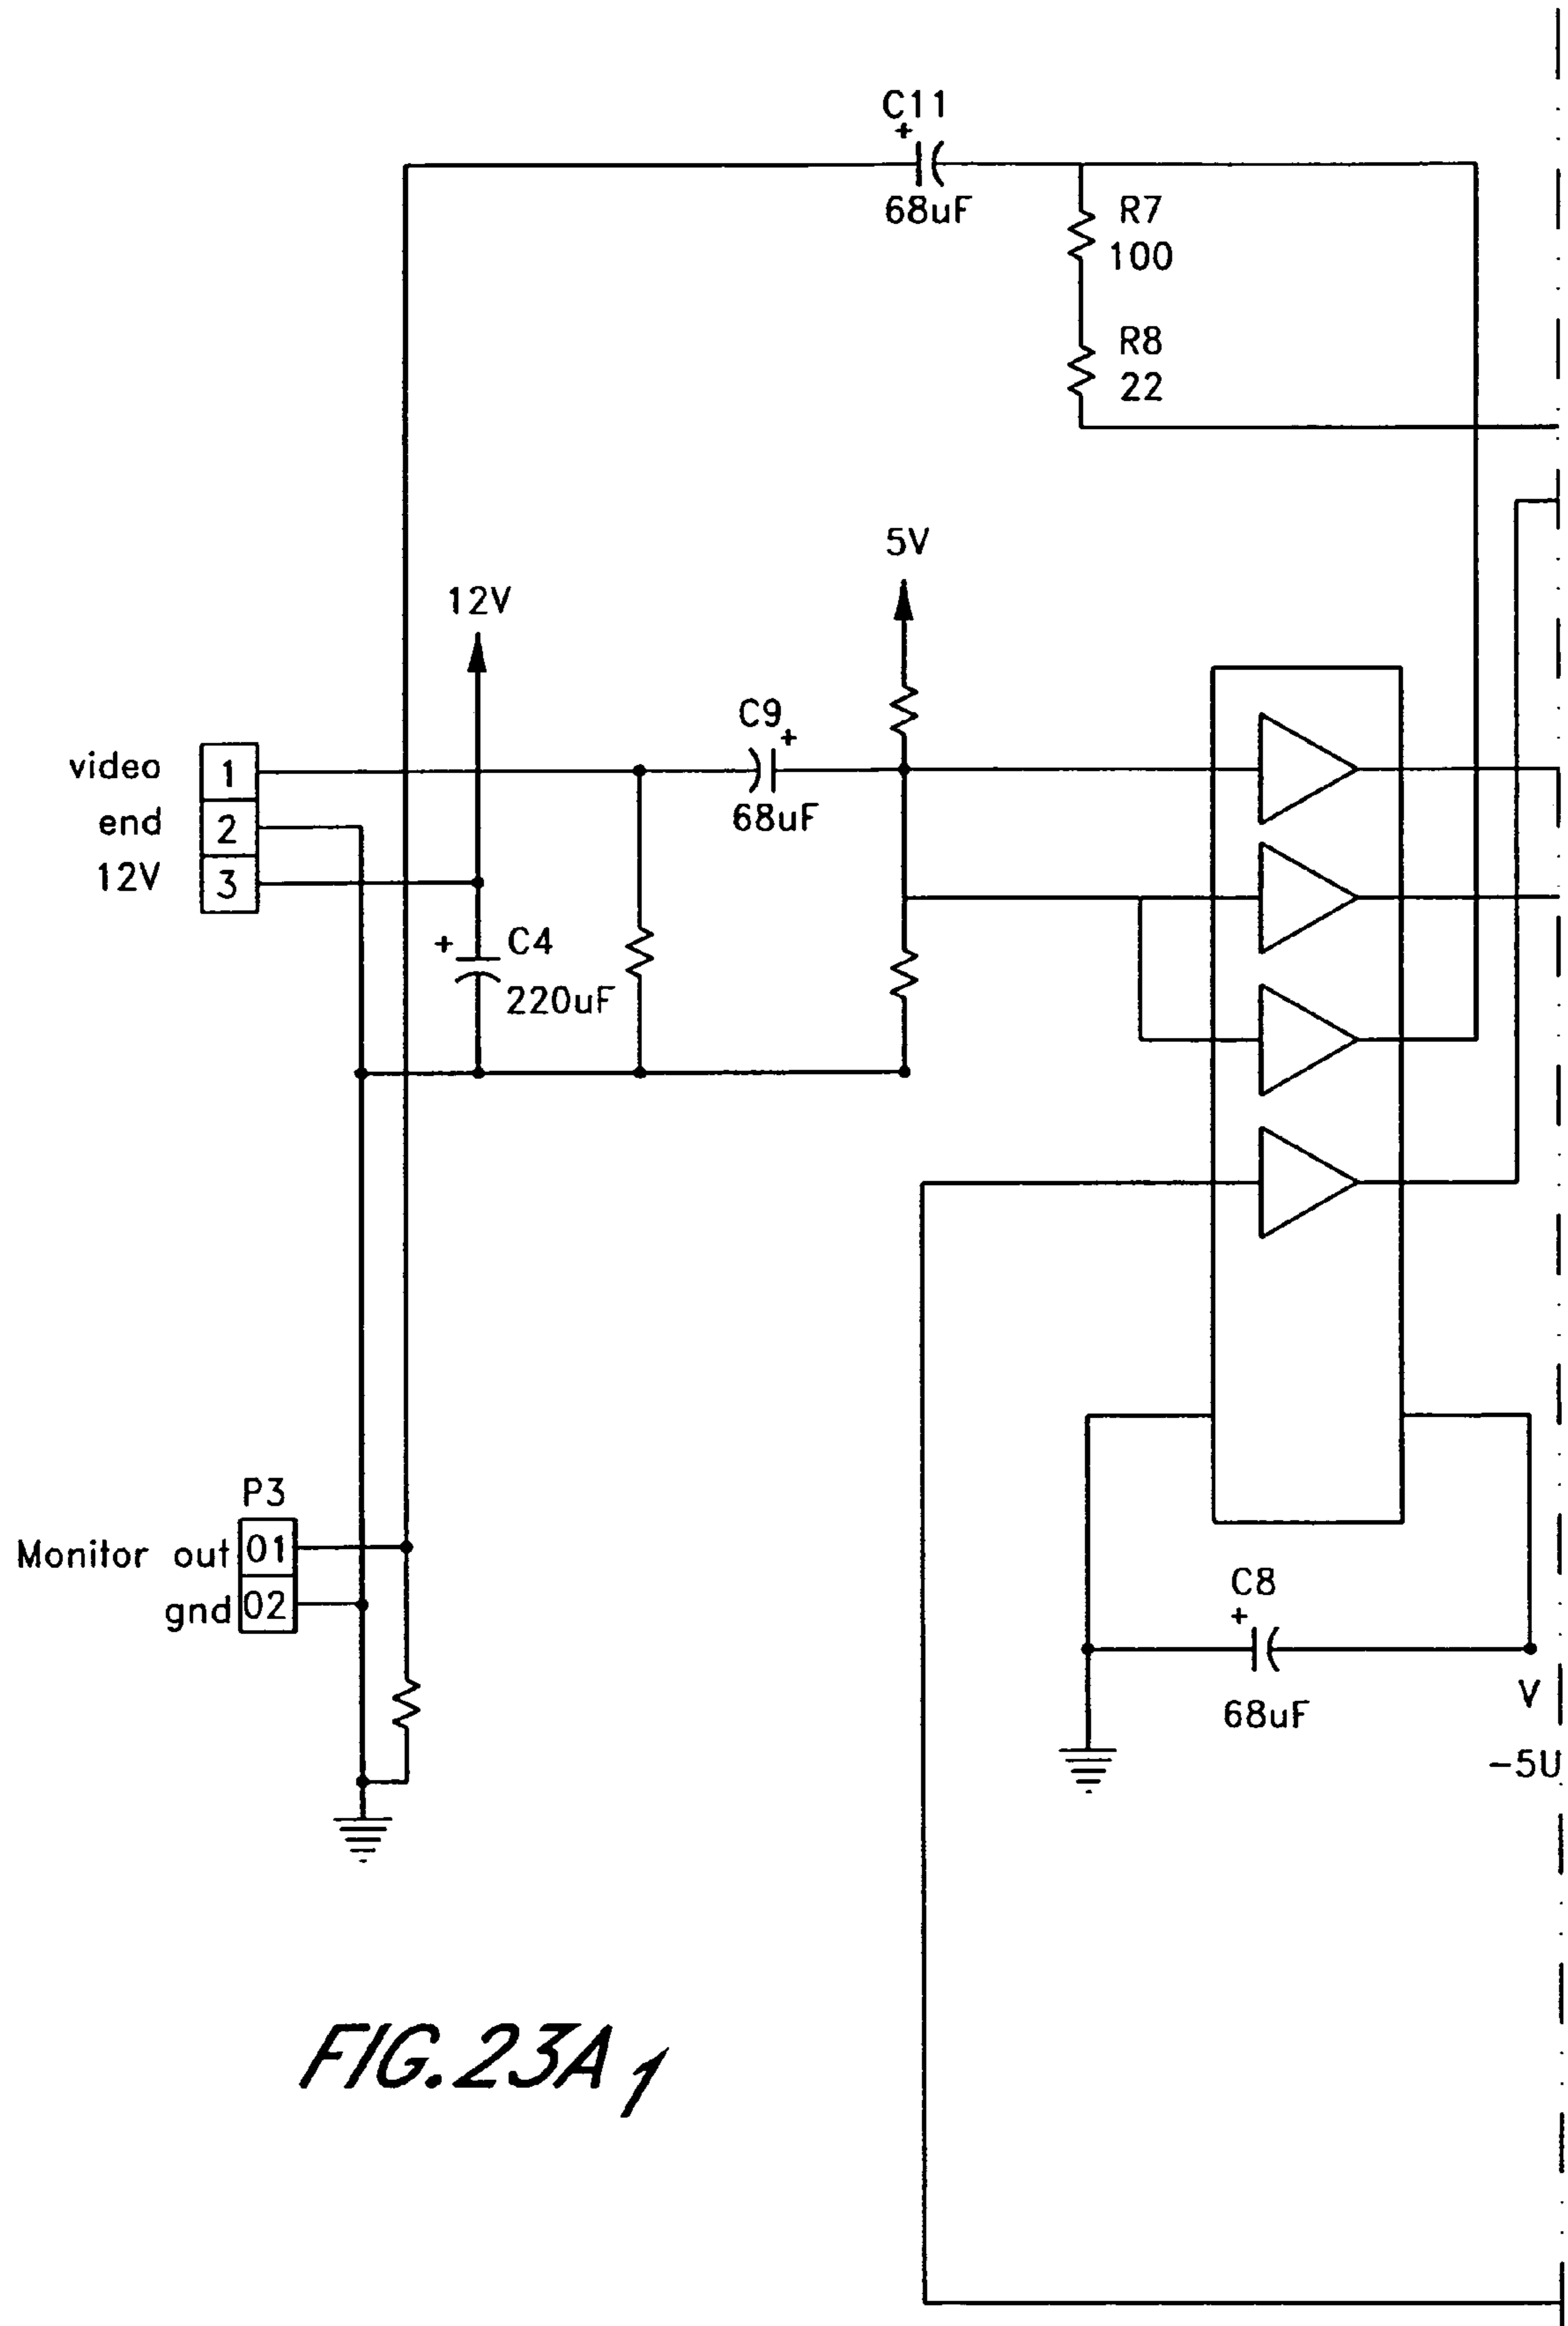 C11
+
68uF
R7
100
R8
22
5V
12V
C9
+
68uF
video 1
end 2
12V 3
+ C4
220uF
P3
Monitor out 01
gnd 02
C8
+
68uF
V
-5U
FIG.23A1